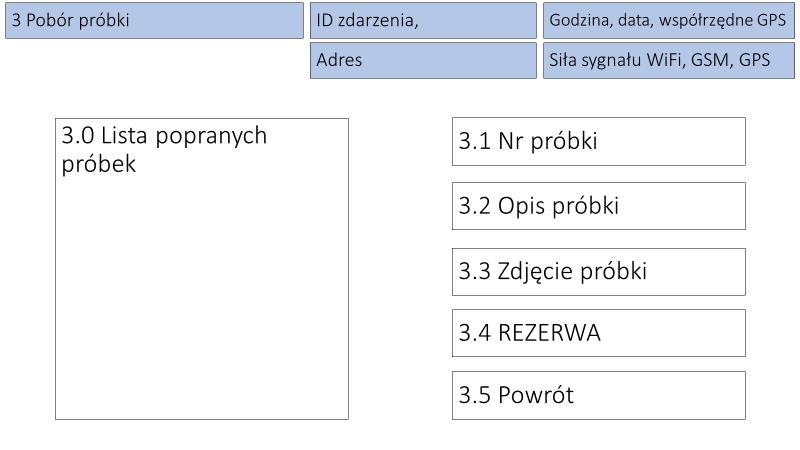 3 Pobór próbki
ID zdarzenia,
Godzina, data, współrzędne GPS
Adres
Siła sygnału WiFi, GSM, GPS
3.0 Lista popranych
próbek
3.1 Nr próbki
3.2 Opis próbki
3.3 Zdjęcie próbki
3.4 REZERWA
3.5 Powrót